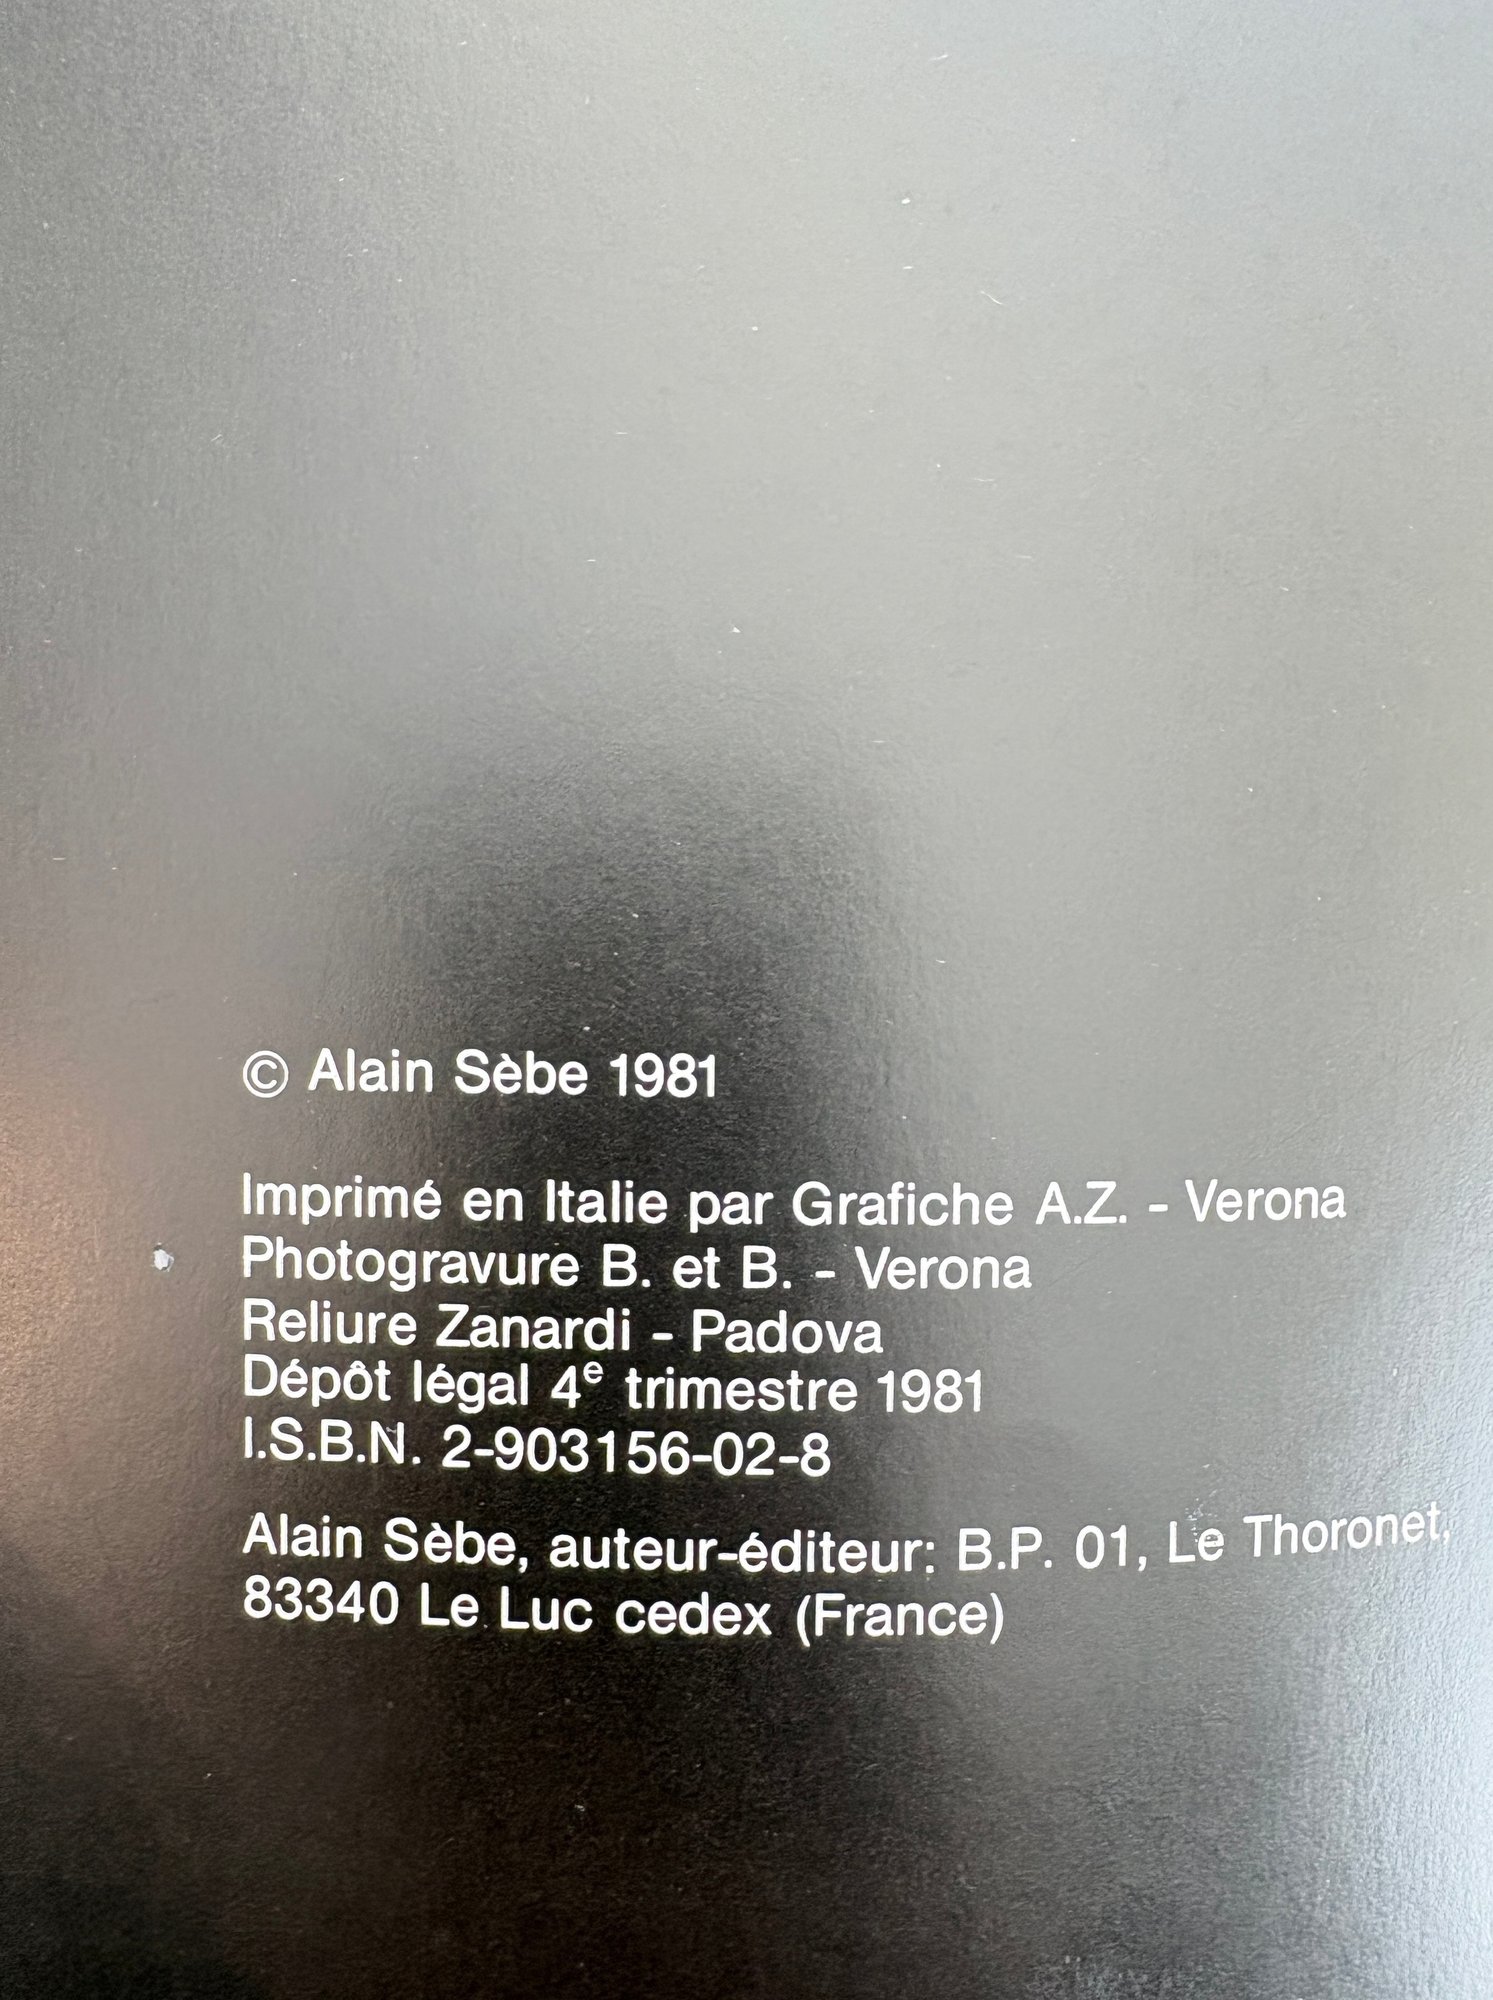 © Alain Sèbe 1981
Imprimé en Italie par Grafiche A.Z. - Verona
Photogravure B. et B. - Verona
Reliure Zanardi - Padova
Dépôt légal 4e trimestre 1981
I.S.B.N. 2-903156-02-8
Alain Sèbe, auteur-éditeur: B.P. 01, Le Thoronet,
83340 Le Luc cedex (France)